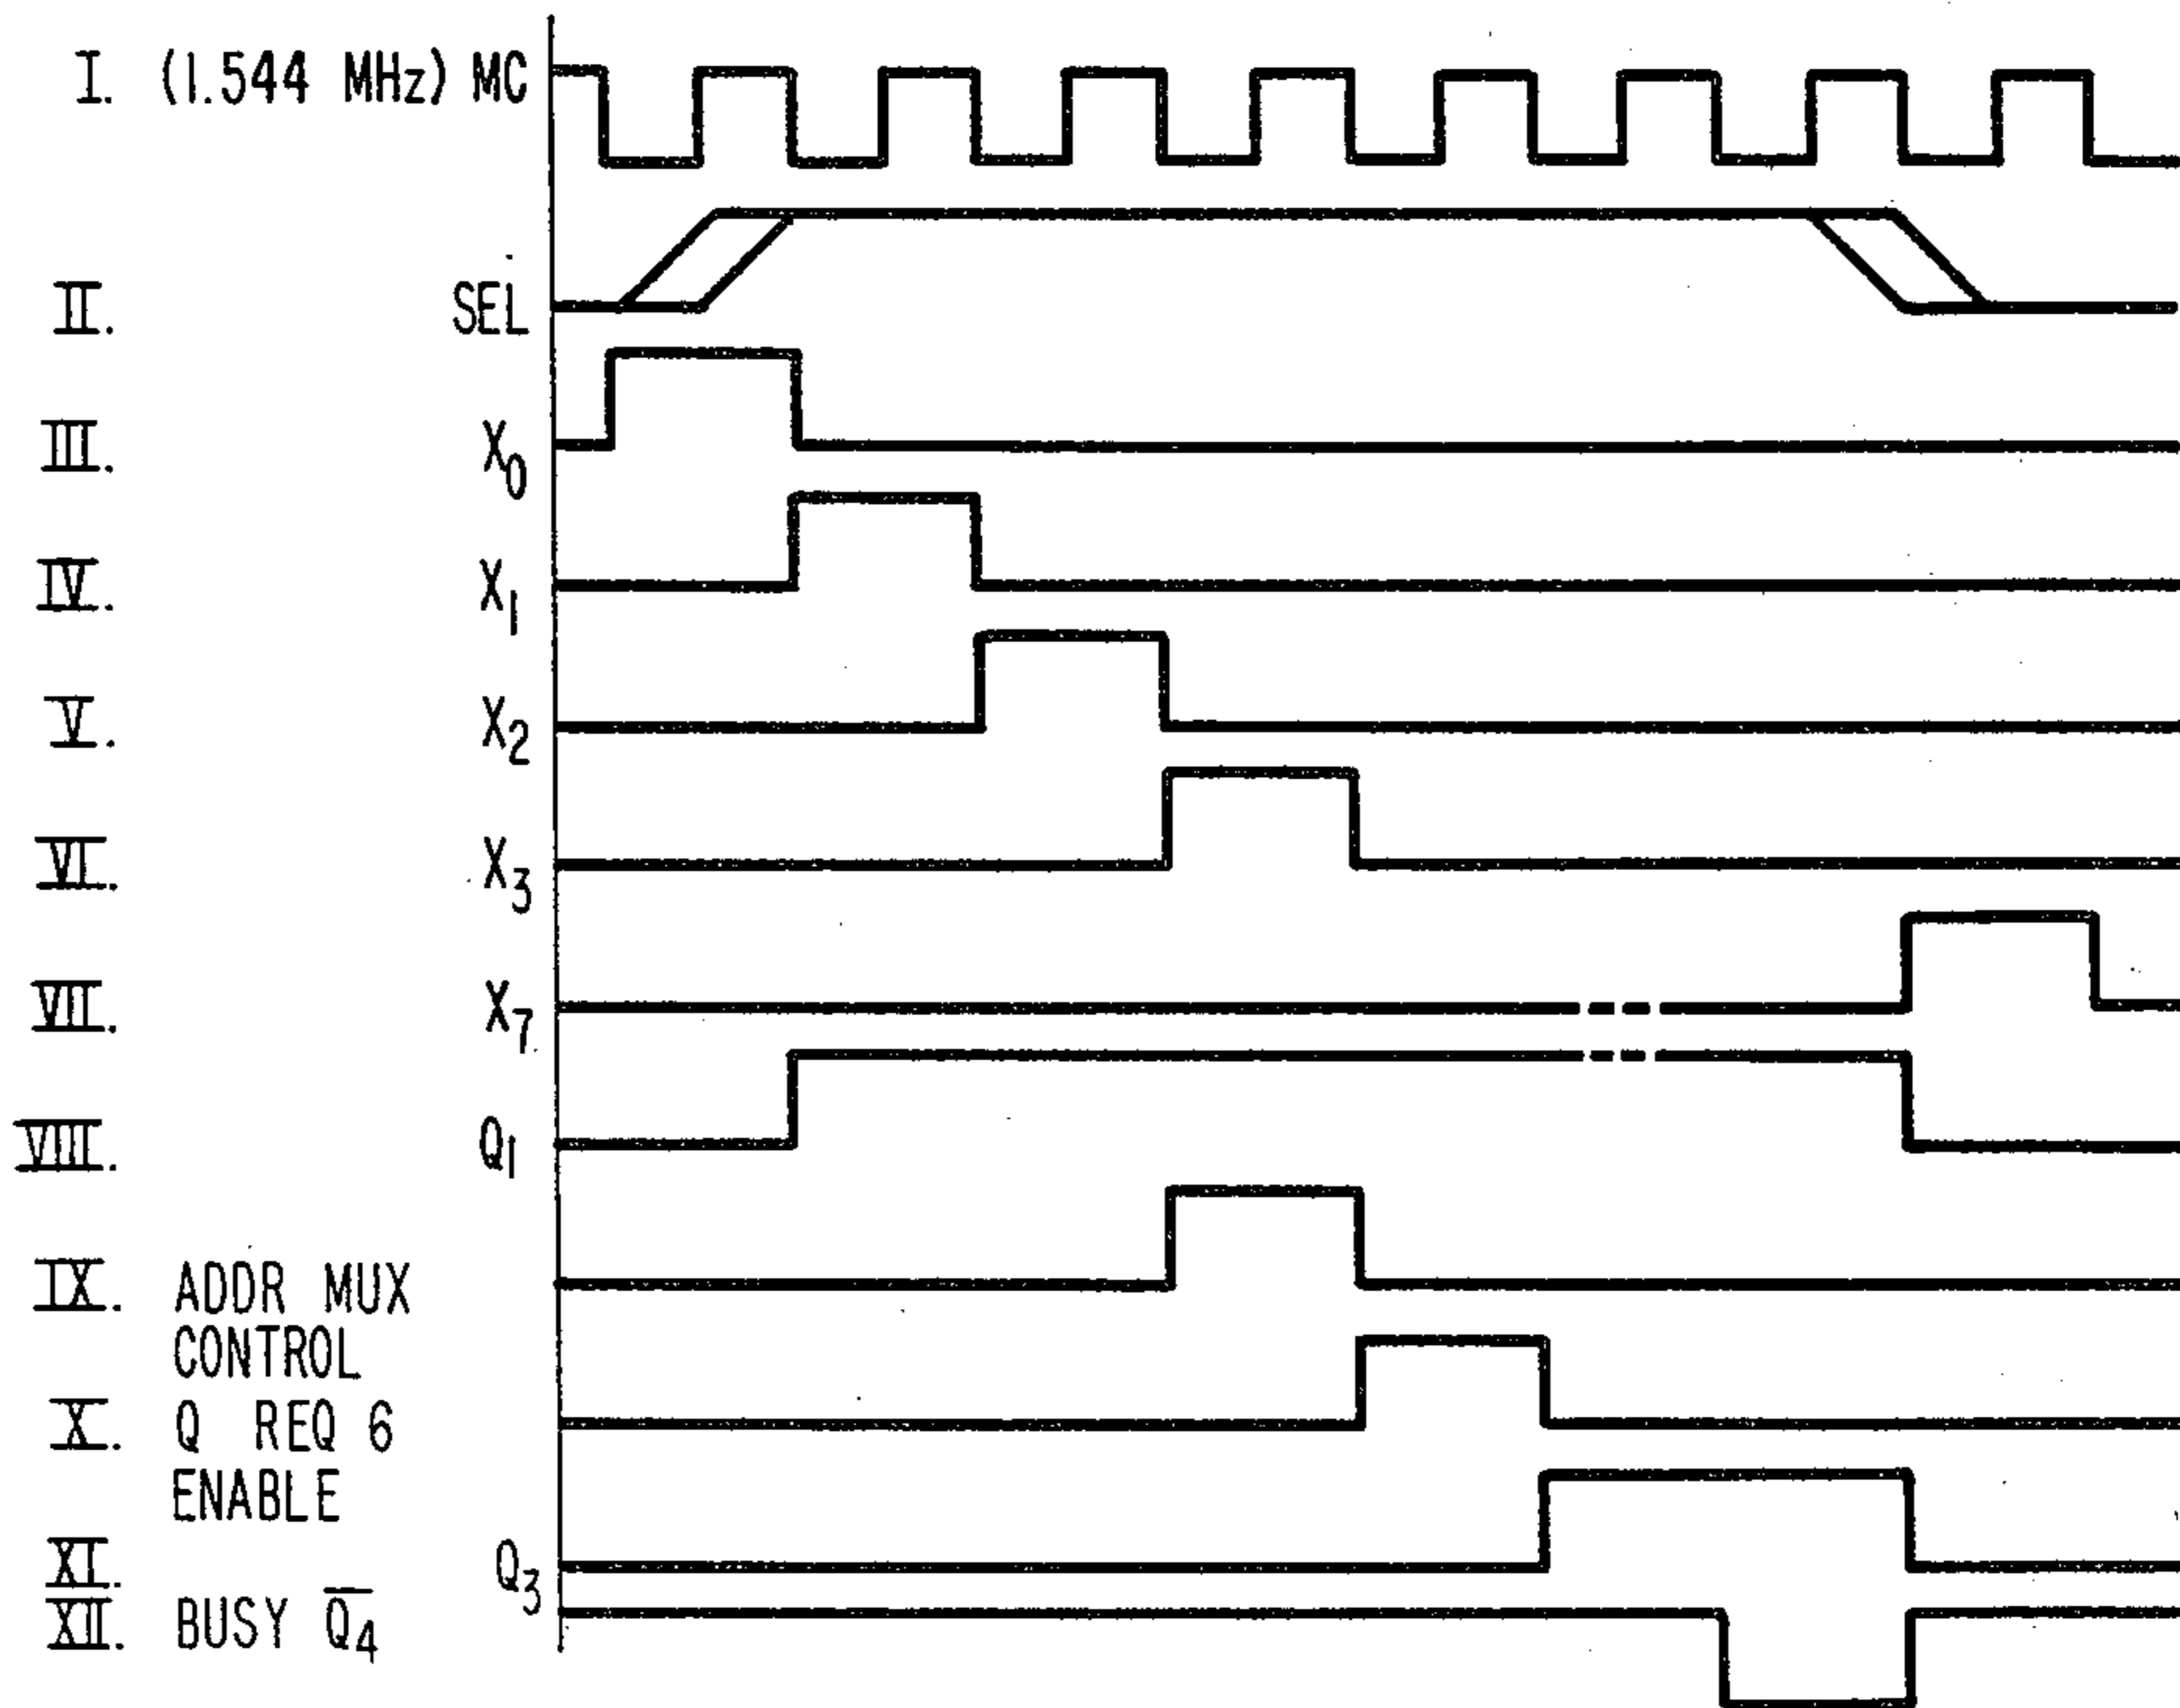 I. (1.544 MHz) MC
II. SEL
III. X0
IV. X1
V. X2
VI. X3
VII. X7
VIII. Q1
IX. ADDR MUX
CONTROL
X. Q REQ 6
ENABLE
XI. Q3
XII. BUSY Q̅4